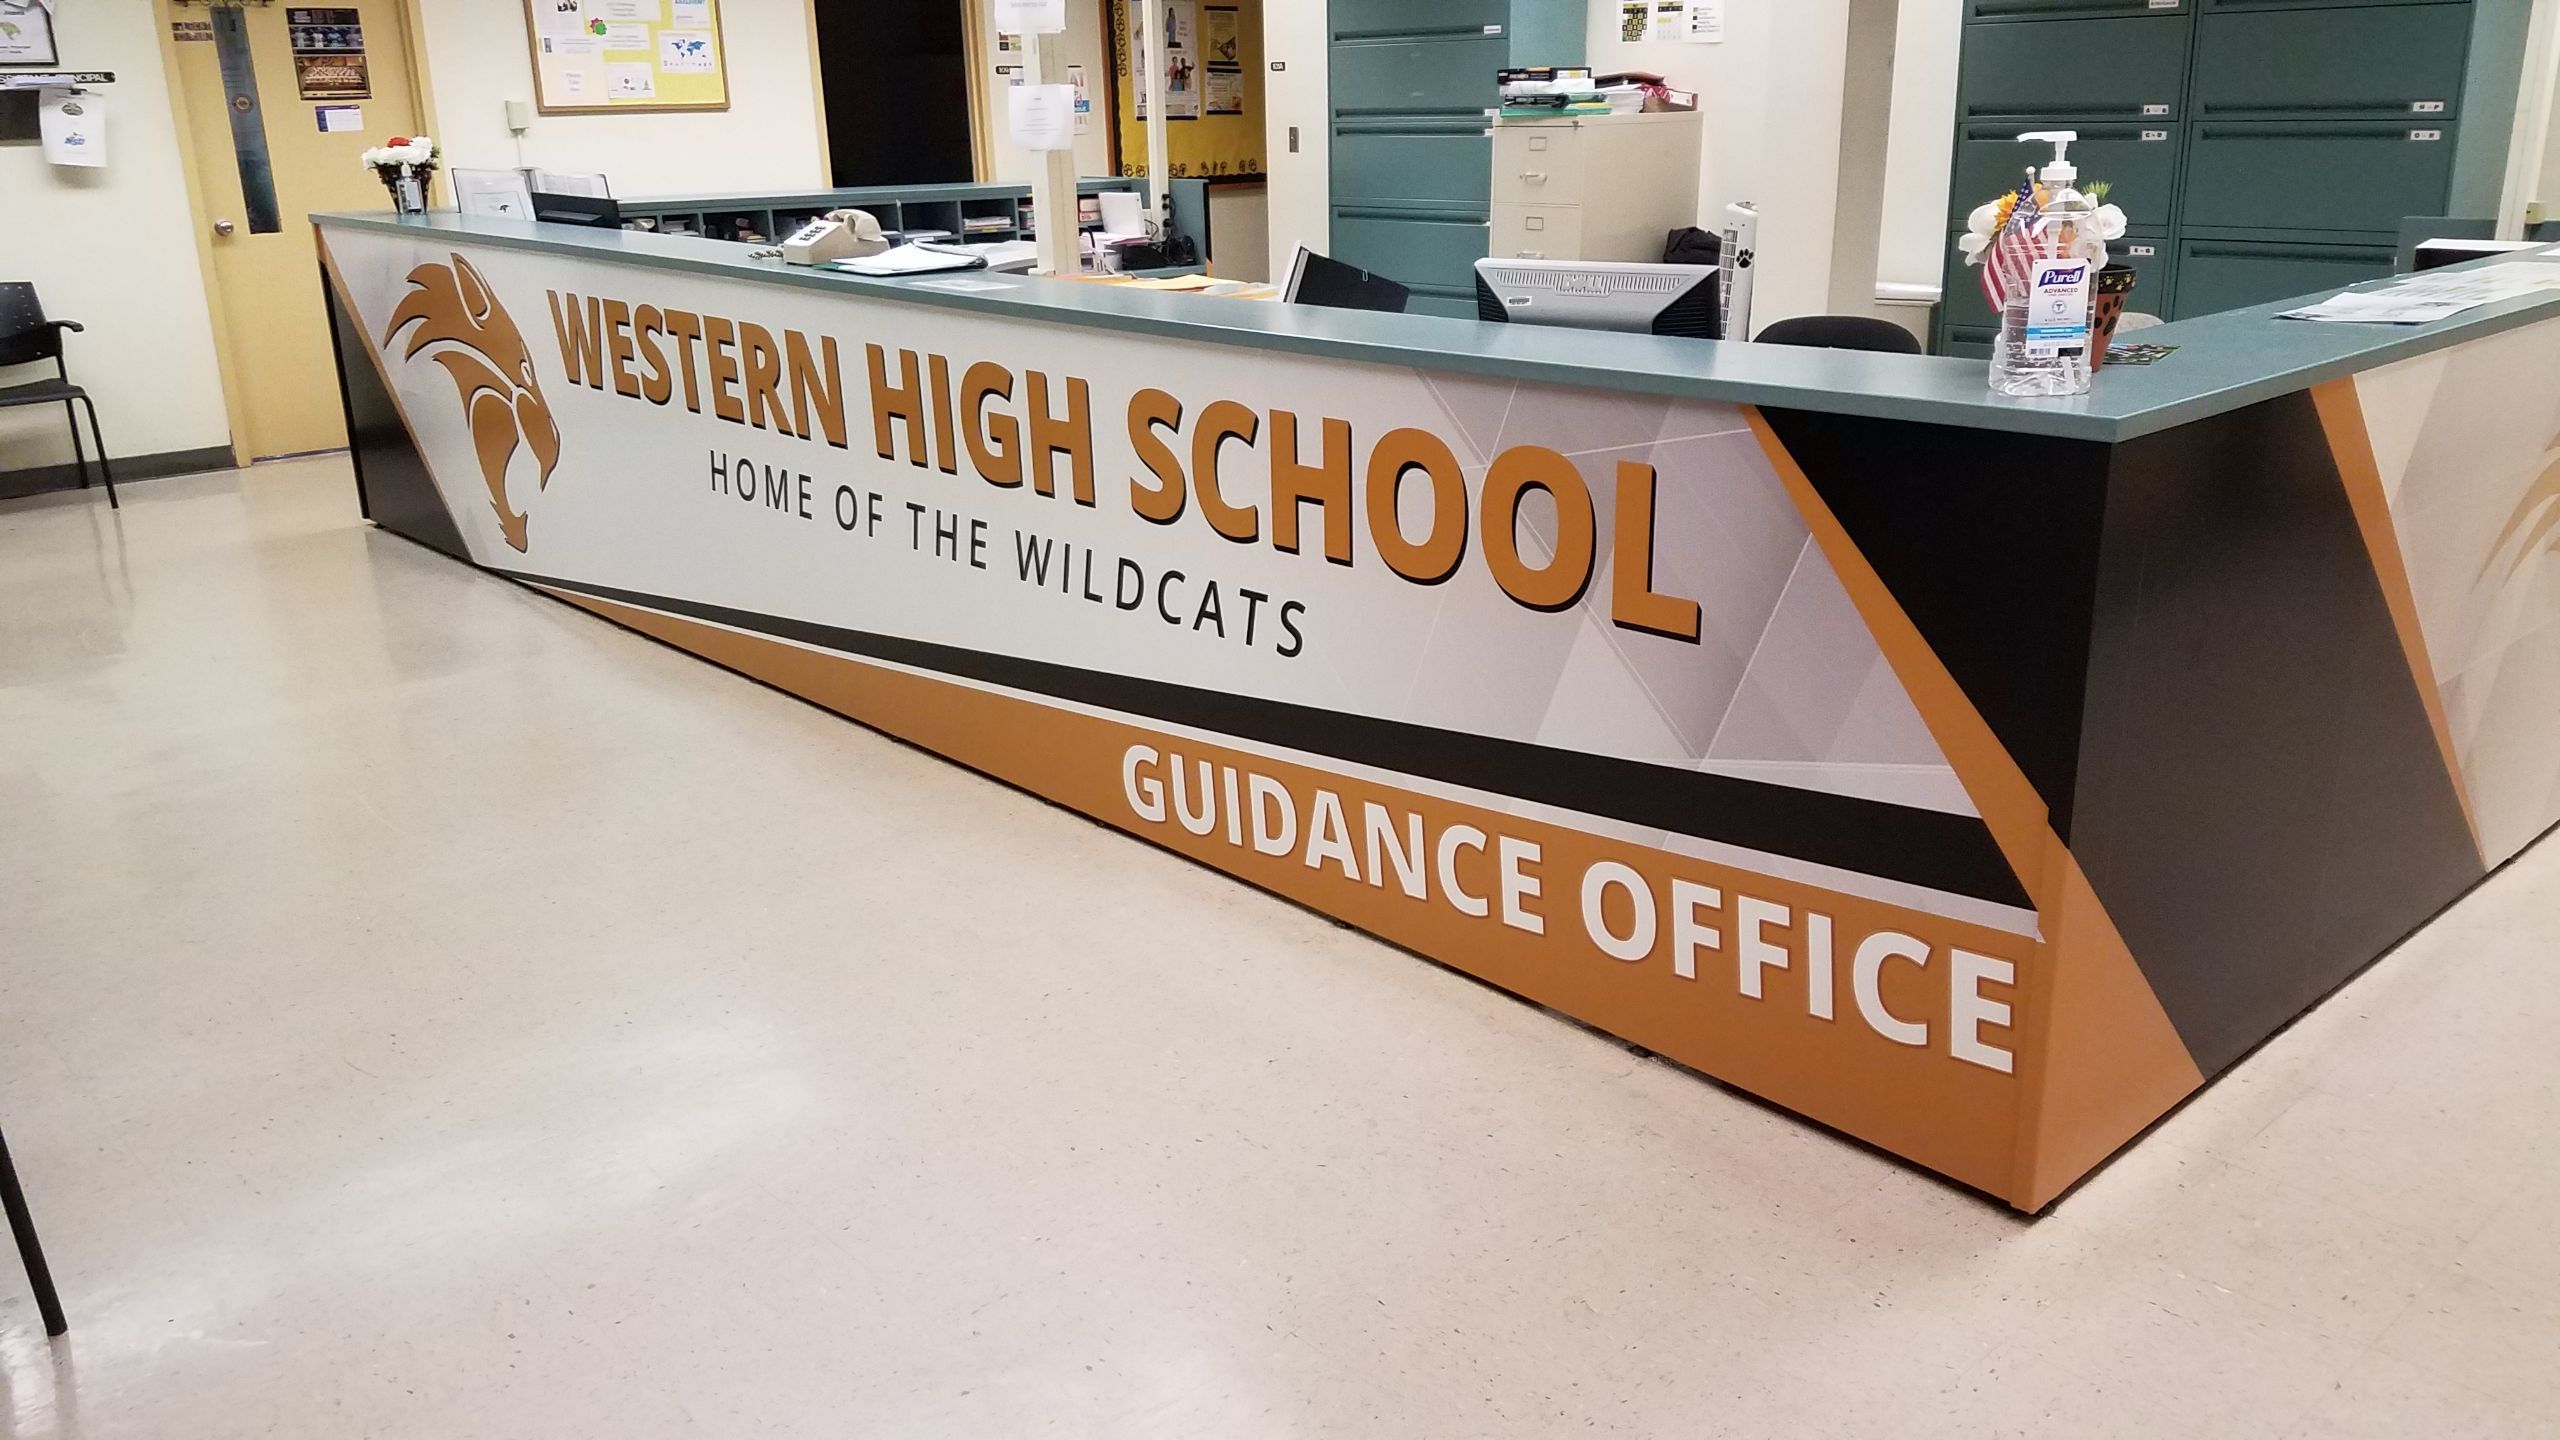 WESTERN HIGH SCHOOL
HOME OF THE WILDCATS
GUIDANCE OFFICE
Purell
ADVANCED